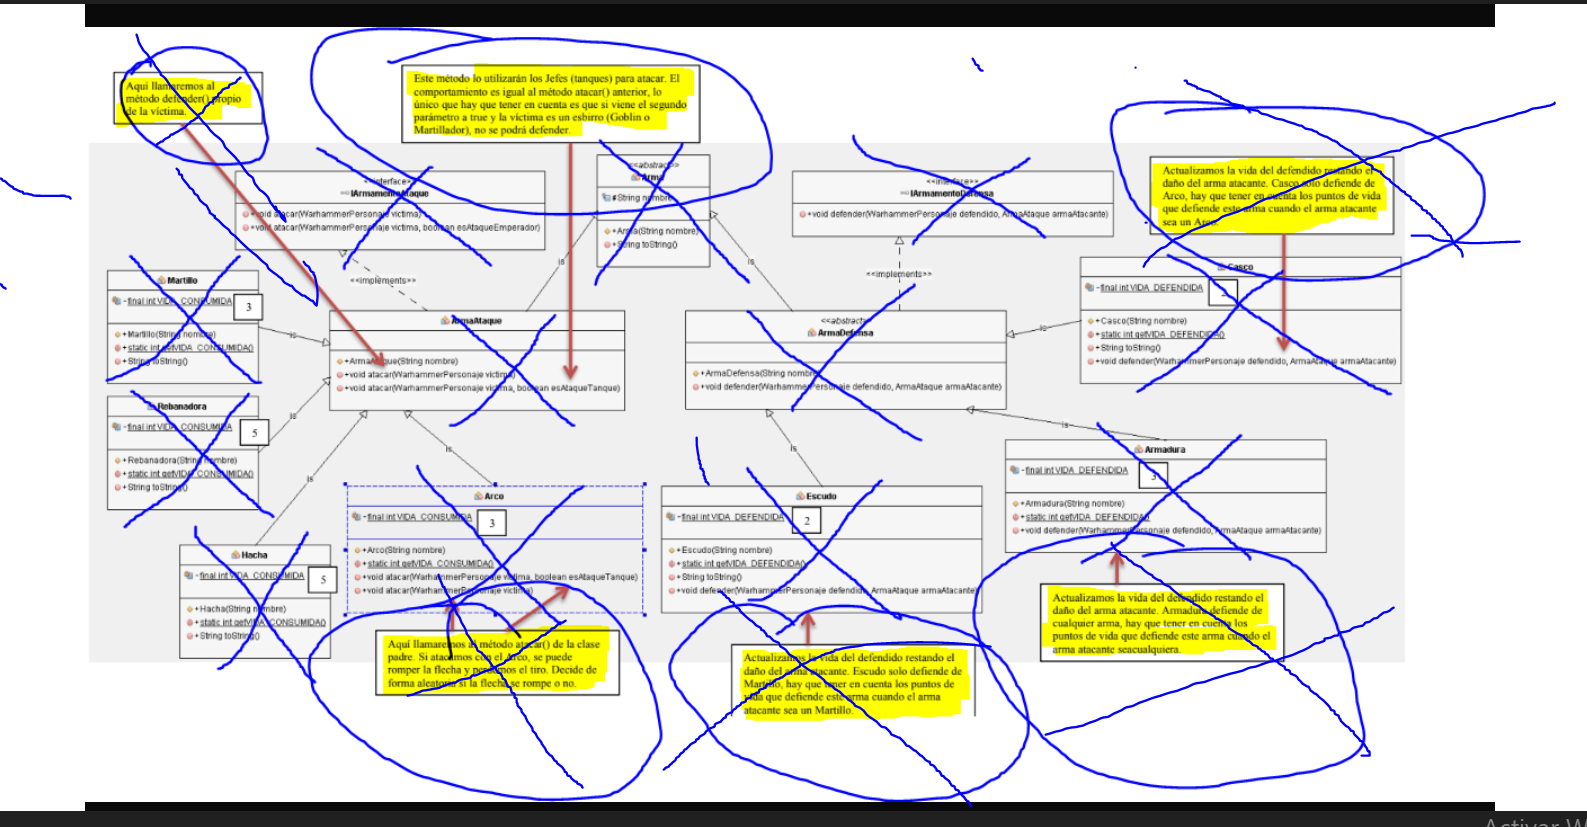 Aquí llamaremos al
método defender() propio
de la víctima.
Este método lo utilizarán los Jefes (tanques) para atacar. El
comportamiento es igual al método atacar() anterior, lo
único que hay que tener en cuenta es que si viene el segundo
parámetro a true y la víctima es un esbirro (Goblin o
Martillador), no se podrá defender.
Actualizamos la vida del defendido restando el
daño del arma atacante. Casco solo defiende de
Arco, hay que tener en cuenta los puntos de vida
que defiende este arma cuando el arma atacante
sea un Arco.
<<interface>>
IArmamentoAtaque
+void atacar(WarhammerPersonaje victima)
+void atacar(WarhammerPersonaje victima, boolean esAtaqueEmperador)
<<abstract>>
Arma
#String nombre
+Arma(String nombre)
+String toString()
<<interface>>
IArmamentoDefensa
+void defender(WarhammerPersonaje defendido, ArmaAtaque armaAtacante)
<<implements>>
is
is
<<implements>>
Martillo
-final int VIDA_CONSUMIDA
3
+Martillo(String nombre)
+static int getVIDA_CONSUMIDA()
+String toString()
is
ArmaAtaque
+ArmaAtaque(String nombre)
+void atacar(WarhammerPersonaje victima)
+void atacar(WarhammerPersonaje victima, boolean esAtaqueTanque)
<<abstract>>
ArmaDefensa
+ArmaDefensa(String nombre)
+void defender(WarhammerPersonaje defendido, ArmaAtaque armaAtacante)
is
Casco
-final int VIDA_DEFENDIDA
+Casco(String nombre)
+static int getVIDA_DEFENDIDA()
+String toString()
+void defender(WarhammerPersonaje defendido, ArmaAtaque armaAtacante)
Rebanadora
-final int VIDA_CONSUMIDA
5
+Rebanadora(String nombre)
+static int getVIDA_CONSUMIDA()
+String toString()
is
is
is
is
is
Armadura
-final int VIDA_DEFENDIDA
3
+Armadura(String nombre)
+static int getVIDA_DEFENDIDA()
+void defender(WarhammerPersonaje defendido, ArmaAtaque armaAtacante)
Arco
-final int VIDA_CONSUMIDA
3
+Arco(String nombre)
+static int getVIDA_CONSUMIDA()
+void atacar(WarhammerPersonaje victima, boolean esAtaqueTanque)
+void atacar(WarhammerPersonaje victima)
Escudo
-final int VIDA_DEFENDIDA
2
+Escudo(String nombre)
+static int getVIDA_DEFENDIDA()
+String toString()
+void defender(WarhammerPersonaje defendido, ArmaAtaque armaAtacante)
Hacha
-final int VIDA_CONSUMIDA
5
+Hacha(String nombre)
+static int getVIDA_CONSUMIDA()
+String toString()
Aquí llamaremos al método atacar() de la clase
padre. Si atacamos con el Arco, se puede
romper la flecha y perdemos el tiro. Decide de
forma aleatoria si la flecha se rompe o no.
Actualizamos la vida del defendido restando el
daño del arma atacante. Escudo solo defiende de
Martillo, hay que tener en cuenta los puntos de
vida que defiende este arma cuando el arma
atacante sea un Martillo.
Actualizamos la vida del defendido restando el
daño del arma atacante. Armadura defiende de
cualquier arma, hay que tener en cuenta los
puntos de vida que defiende este arma cuando el
arma atacante seacualquiera.
Activar